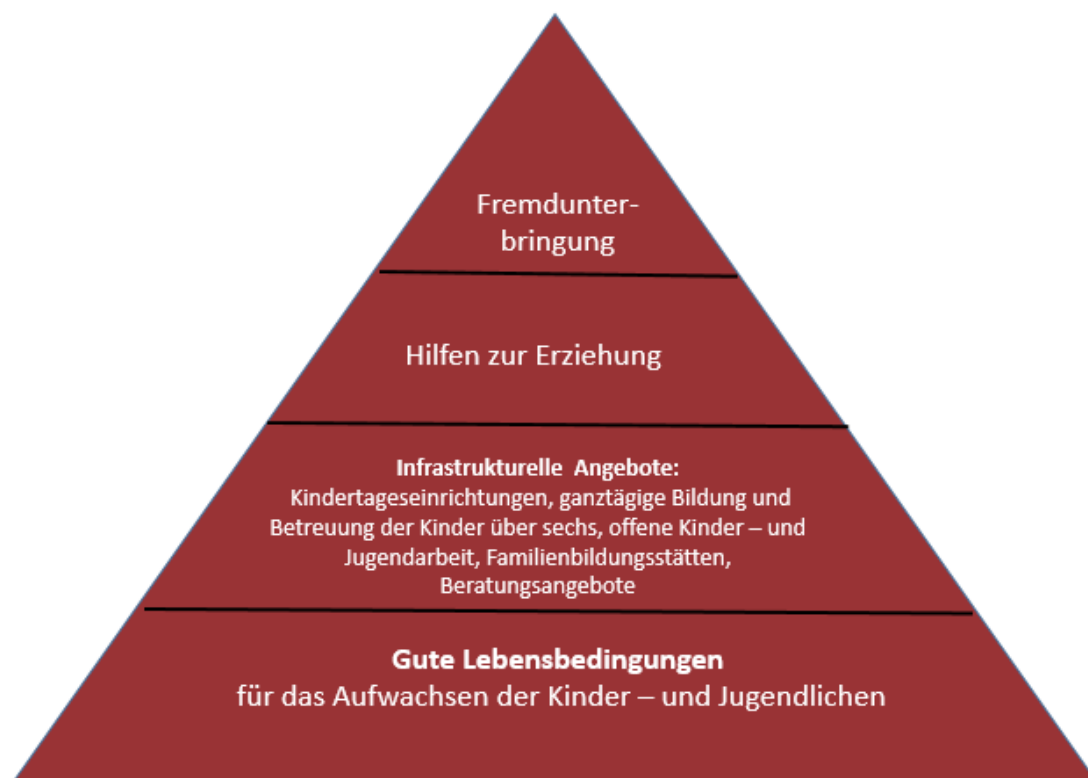 Fremdunter-
bringung
Hilfen zur Erziehung
Infrastrukturelle Angebote:
Kindertageseinrichtungen, ganztägige Bildung und
Betreuung der Kinder über sechs, offene Kinder – und
Jugendarbeit, Familienbildungsstätten,
Beratungsangebote
Gute Lebensbedingungen
für das Aufwachsen der Kinder – und Jugendlichen